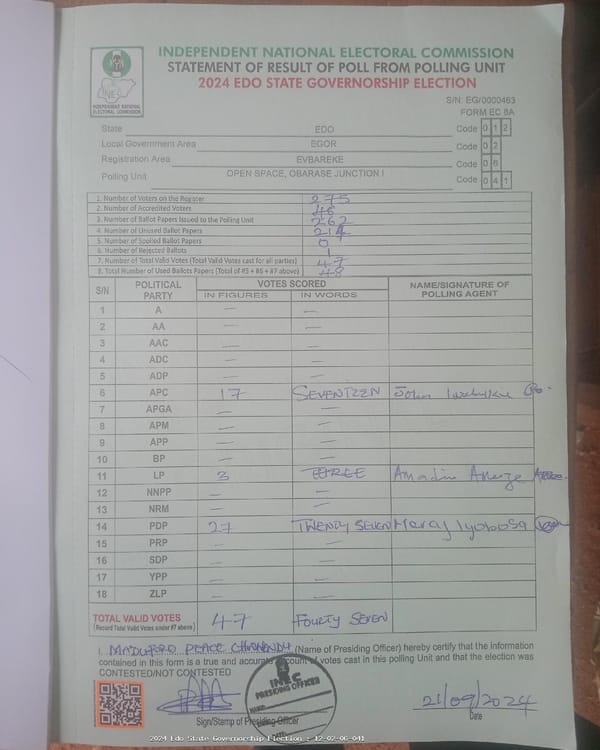 INDEPENDENT NATIONAL ELECTORAL COMMISSION
STATEMENT OF RESULT OF POLL FROM POLLING UNIT
2024 EDO STATE GOVERNORSHIP ELECTION
INEC
INDEPENDENT NATIONAL ELECTORAL COMMISSION
S/N: EG/0000463
FORM EC 8A
State EDO Code 0 1 2
Local Government Area EGOR Code 0 2
Registration Area EVBAREKE Code 0 6
Polling Unit OPEN SPACE, OBARASE JUNCTION I Code 0 4 1
1. Number of Voters on the Register 275
2. Number of Accredited Voters 48
3. Number of Ballot Papers Issued to the Polling Unit 262
4. Number of Unused Ballot Papers 214
5. Number of Spoiled Ballot Papers 0
6. Number of Rejected Ballots 1
7. Number of Total Valid Votes (Total Valid Votes cast for all parties) 47
8. Total Number of Used Ballots Papers (Total of #5 + #6 + #7 above) 48
S/N POLITICAL PARTY VOTES SCORED NAME/SIGNATURE OF POLLING AGENT
IN FIGURES IN WORDS
1 A — —
2 AA — —
3 AAC — —
4 ADC — —
5 ADP — —
6 APC 17 SEVENTEEN John
7 APGA — —
8 APM — —
9 APP — —
10 BP — —
11 LP 3 THREE Amadin
12 NNPP — —
13 NRM — —
14 PDP 27 TWENTY SEVEN Iyobosa
15 PRP — —
16 SDP — —
17 YPP — —
18 ZLP — —
TOTAL VALID VOTES 47 FOURTY SEVEN
(Record Total Valid Votes under #7 above)
I, PEACE (Name of Presiding Officer) hereby certify that the information
contained in this form is a true and accurate account of votes cast in this polling Unit and that the election was
CONTESTED/NOT CONTESTED
INEC
PRESIDING OFFICER
21/09/2024
Sign/Stamp of Presiding Officer Date
2024 Edo State Governorship Election : 12-02-06-041